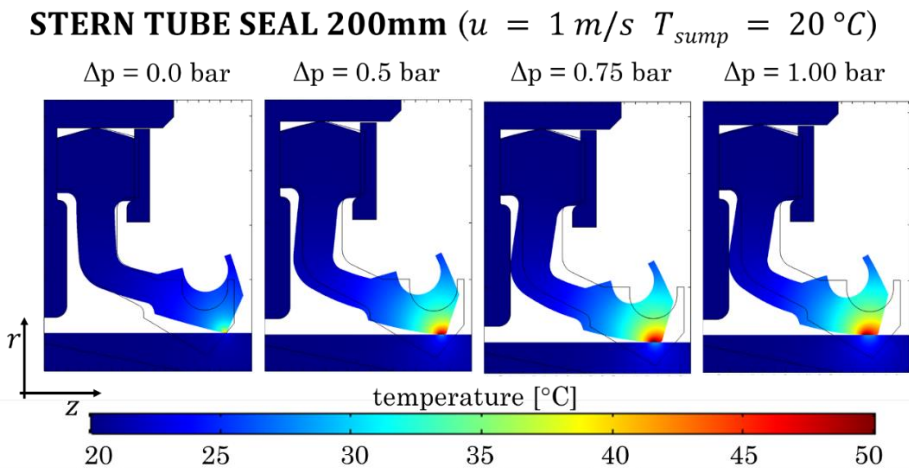 STERN TUBE SEAL 200mm (u = 1 m/s T_sump = 20 °C)
Δp = 0.0 bar Δp = 0.5 bar Δp = 0.75 bar Δp = 1.00 bar
r
z
temperature [°C]
20 25 30 35 40 45 50